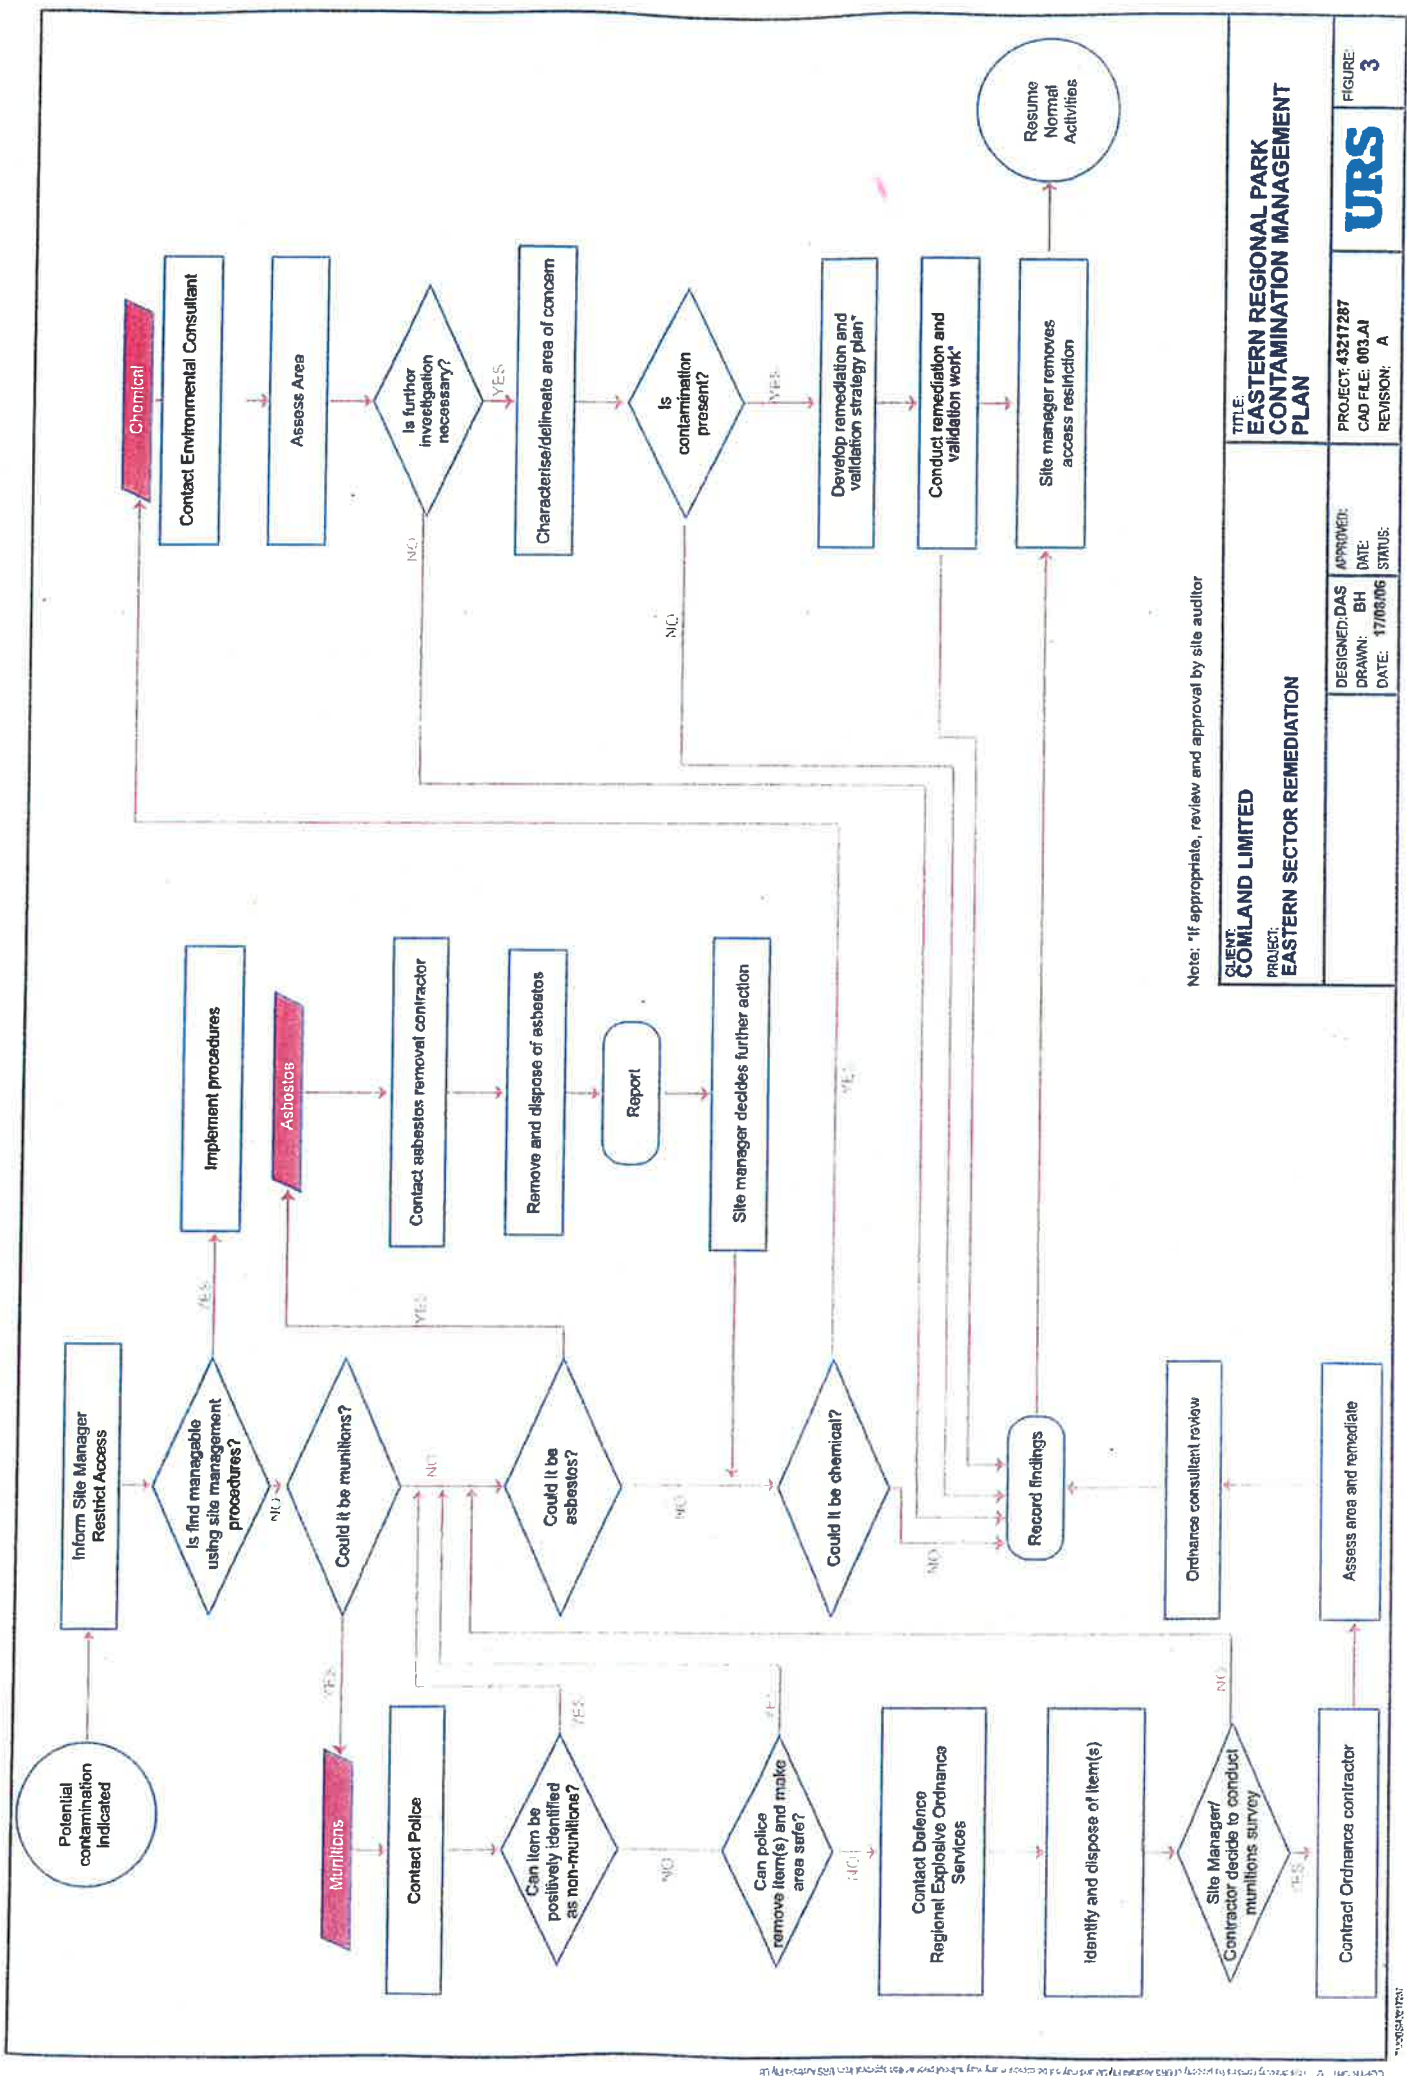 Potential
contamination
Indicated
Inform Site Manager
Restrict Access
Is find manageable
using site management
procedures?
YES
Implement procedures
NO
Could it be munitions?
YES
Munitions
Contact Police
Can item be
positively identified
as non-munitions?
YES
NO
Can police
remove item(s) and make
area safe?
YES
NO
Contact Defence
Regional Explosive Ordnance
Services
Identify and dispose of item(s)
Site Manager/
Contractor decide to conduct
munitions survey
NO
YES
Contract Ordnance contractor
Assess area and remediate
Ordnance consultant review
NO
Could it be
asbestos?
YES
Asbostos
Contact asbestos removal contractor
Remove and dispose of asbestos
Report
Site manager decides further action
NO
Could it be chemical?
YES
NO
Record findings
Chemical
Contact Environmental Consultant
Assess Area
Is further
investigation
necessary?
NO
YES
Characterise/delineate area of concern
Is
contamination
present?
NO
YES
Develop remediation and
validation strategy plan*
Conduct remediation and
validation work*
Site manager removes
access restriction
Resume
Normal
Activities
Note: *If appropriate, review and approval by site auditor
CLIENT:
COMLAND LIMITED
PROJECT:
EASTERN SECTOR REMEDIATION
TITLE:
EASTERN REGIONAL PARK
CONTAMINATION MANAGEMENT
PLAN
DESIGNED: DAS
DRAWN: BH
DATE: 17/08/06
APPROVED:
DATE:
STATUS:
PROJECT: 43217287
CAD FILE: 003.AI
REVISION: A
URS
FIGURE:
3